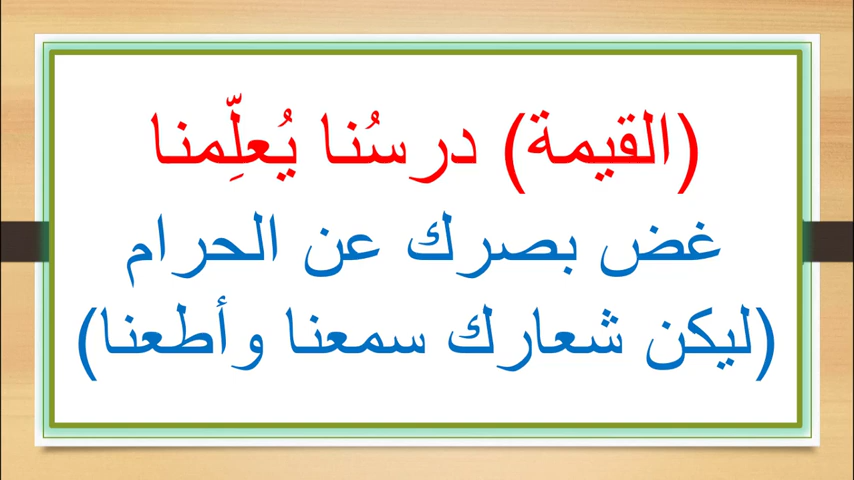 (القيمة) درسُنا يُعلِّمنا
غض بصرك عن الحرام
(ليكن شعارك سمعنا وأطعنا)